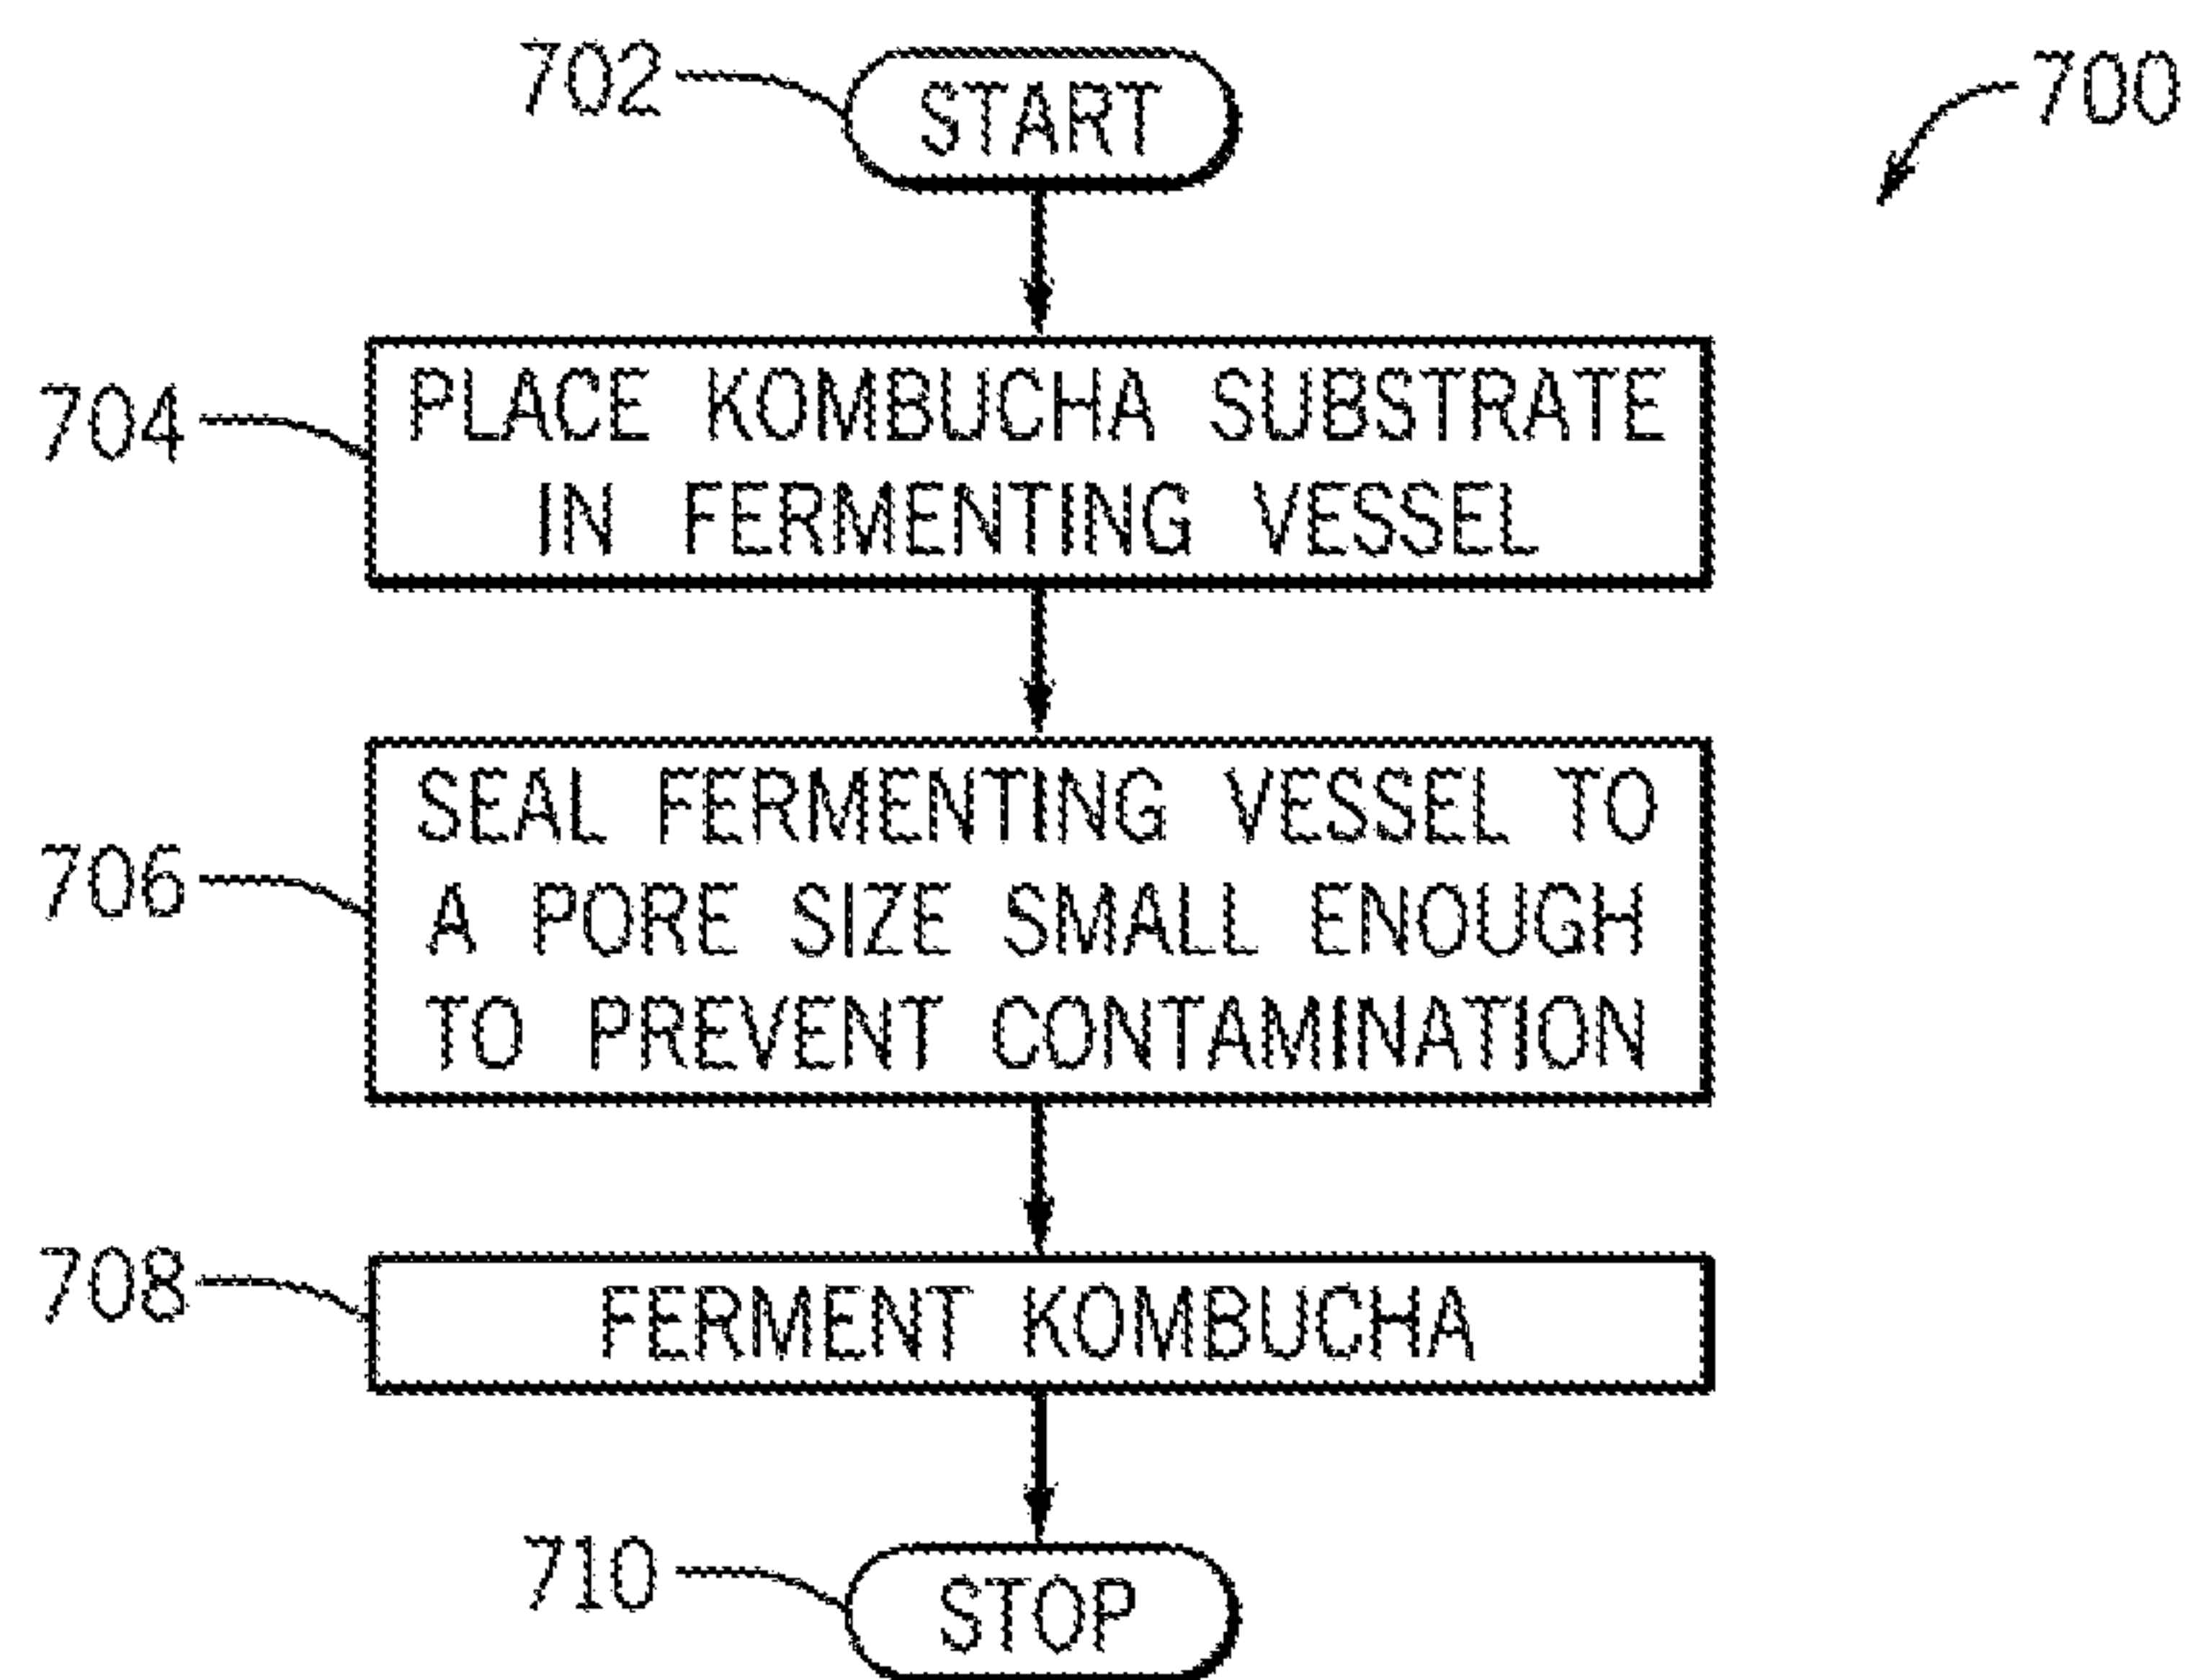 702
START
700
704
PLACE KOMBUCHA SUBSTRATE
IN FERMENTING VESSEL
706
SEAL FERMENTING VESSEL TO
A PORE SIZE SMALL ENOUGH
TO PREVENT CONTAMINATION
708
FERMENT KOMBUCHA
710
STOP